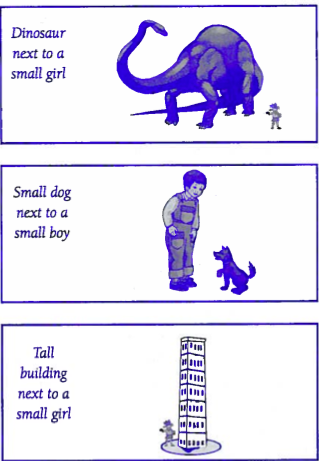 Dinosaur
next to a
small girl
Small dog
next to a
small boy
Tall
building
next to a
small girl